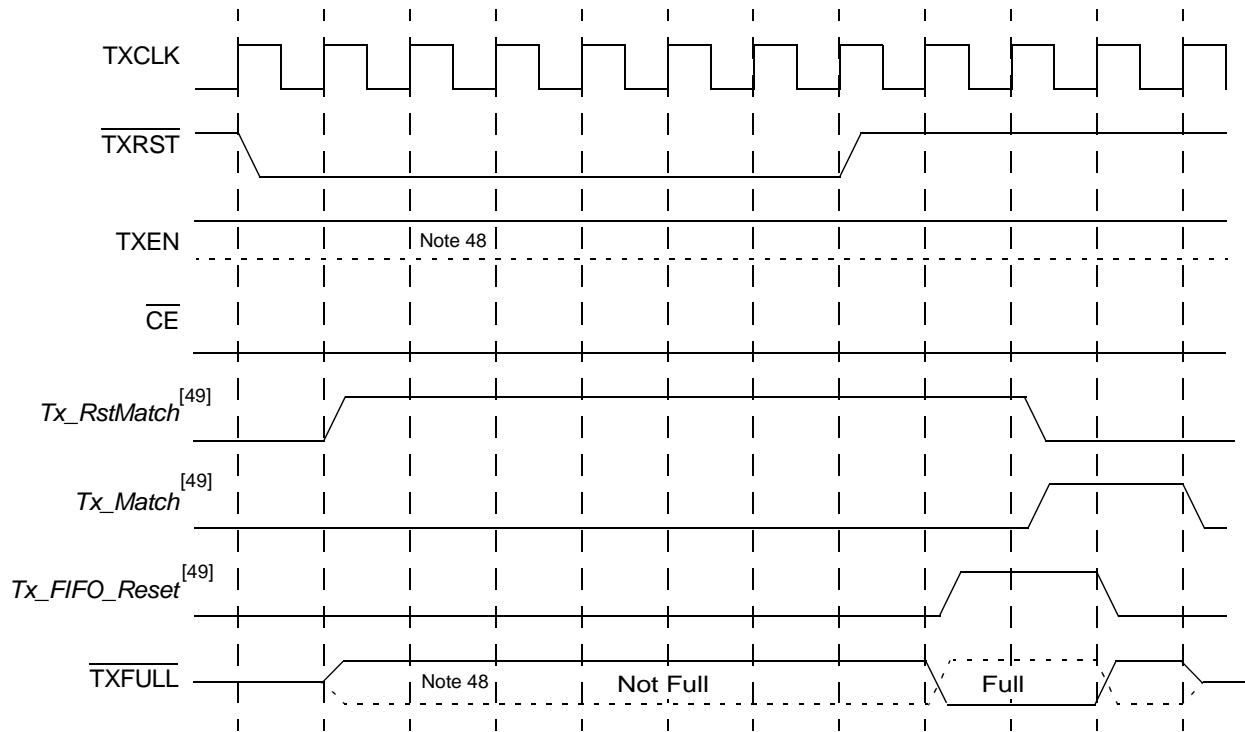 TXCLK
TXRST
TXEN
Note 48
CE
Tx_RstMatch[49]
Tx_Match[49]
Tx_FIFO_Reset[49]
TXFULL
Note 48
Not Full
Full